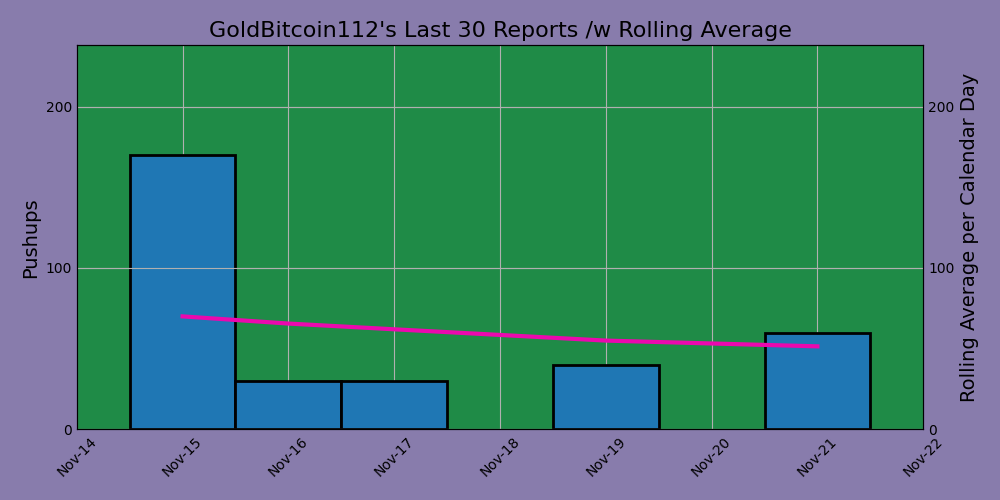 GoldBitcoin112's Last 30 Reports /w Rolling Average
Pushups
200
100
0
200
100
0
Rolling Average per Calendar Day
Nov-14
Nov-15
Nov-16
Nov-17
Nov-18
Nov-19
Nov-20
Nov-21
Nov-22